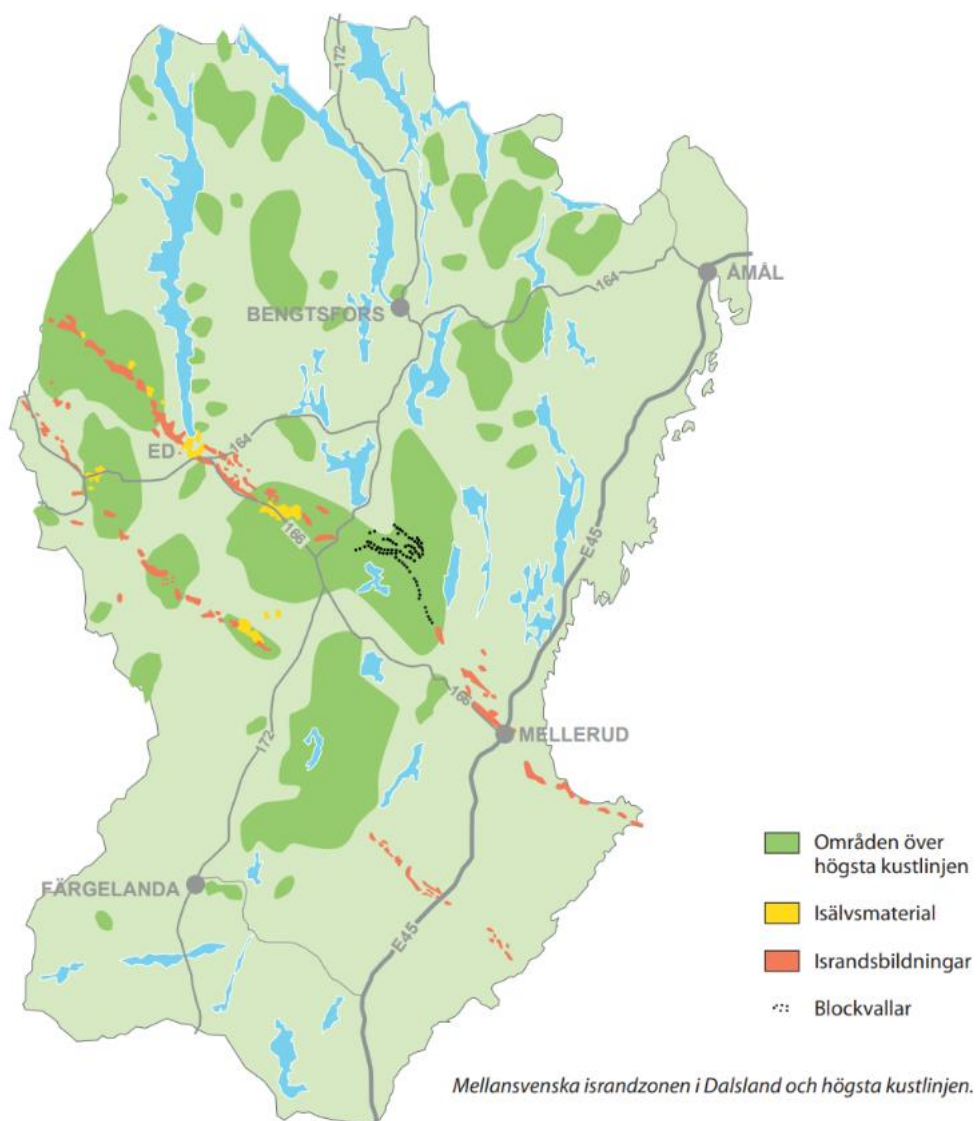 172
BENGTSFORS
164
ÅMÅL
ED
164
166
E45
166
MELLERUD
172
FÄRGELANDA
E45
Områden över
högsta kustlinjen
Isälvsmaterial
Israndsbildningar
Blockvallar
Mellansvenska israndzonen i Dalsland och högsta kustlinjen.